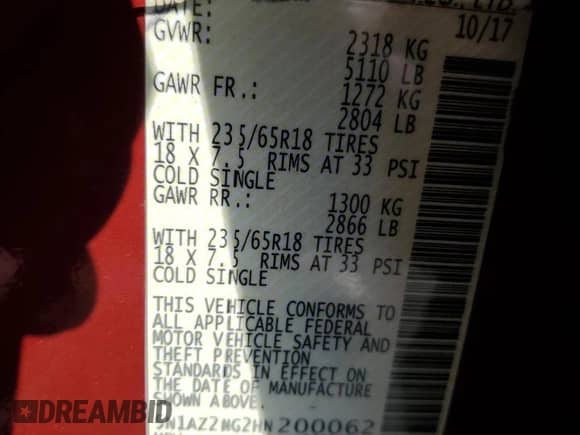 DATE: 10/17
GVWR: 2318 KG
5110 LB
GAWR FR.: 1272 KG
2804 LB
WITH 235/65R18 TIRES
18 X 7.5 RIMS AT 33 PSI
COLD SINGLE
GAWR RR.: 1300 KG
2866 LB
WITH 235/65R18 TIRES
18 X 7.5 RIMS AT 33 PSI
COLD SINGLE
THIS VEHICLE CONFORMS TO
ALL APPLICABLE FEDERAL
MOTOR VEHICLE SAFETY AND
THEFT PREVENTION
STANDARDS IN EFFECT ON
THE DATE OF MANUFACTURE
SHOWN ABOVE.
200062
DREAMBID